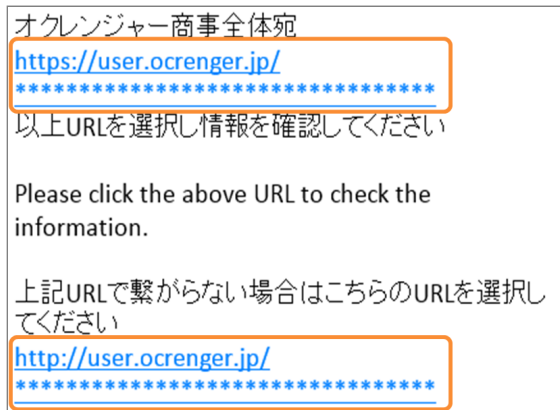 オクレンジャー商事全体宛
https://user.ocrenger.jp/
*********************************
以上URLを選択し情報を確認してください
Please click the above URL to check the
information.
上記URLで繋がらない場合はこちらのURLを選択し
てください
http://user.ocrenger.jp/
*********************************